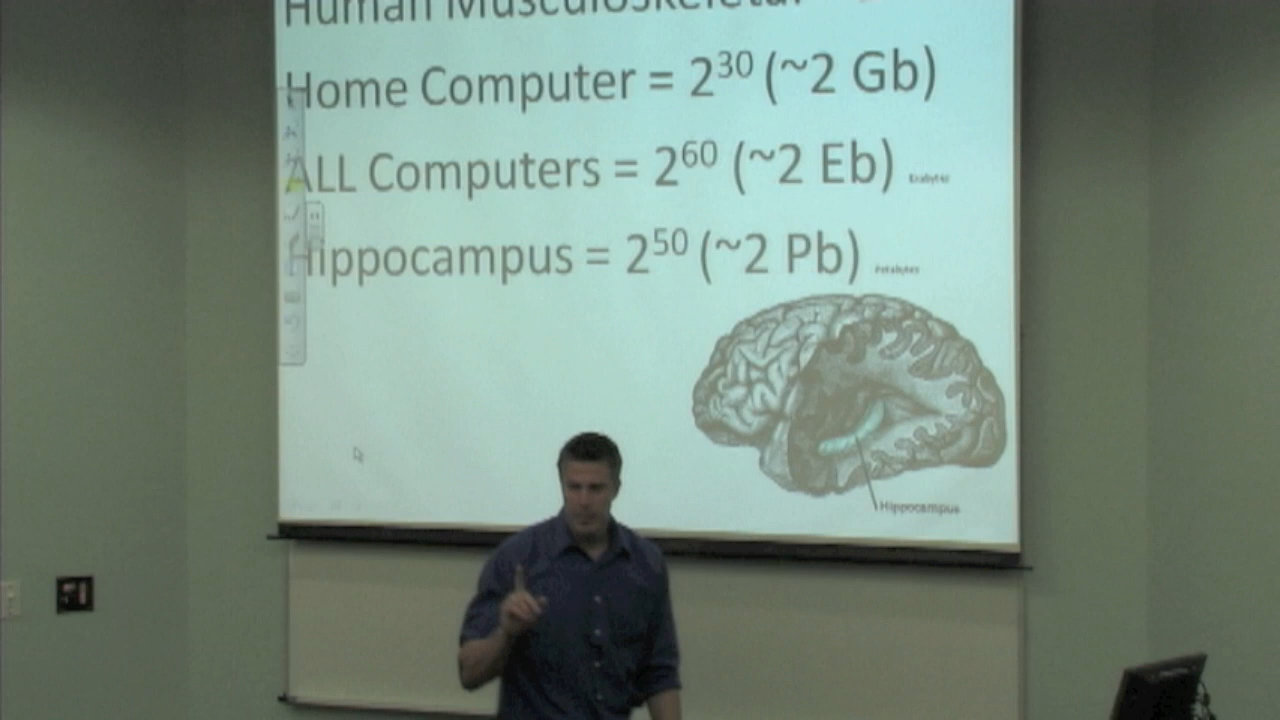 Human Musculoskeletal
Home Computer = 2³⁰ (~2 Gb)
ALL Computers = 2⁶⁰ (~2 Eb) Exabytes
Hippocampus = 2⁵⁰ (~2 Pb) Petabytes
Hippocampus